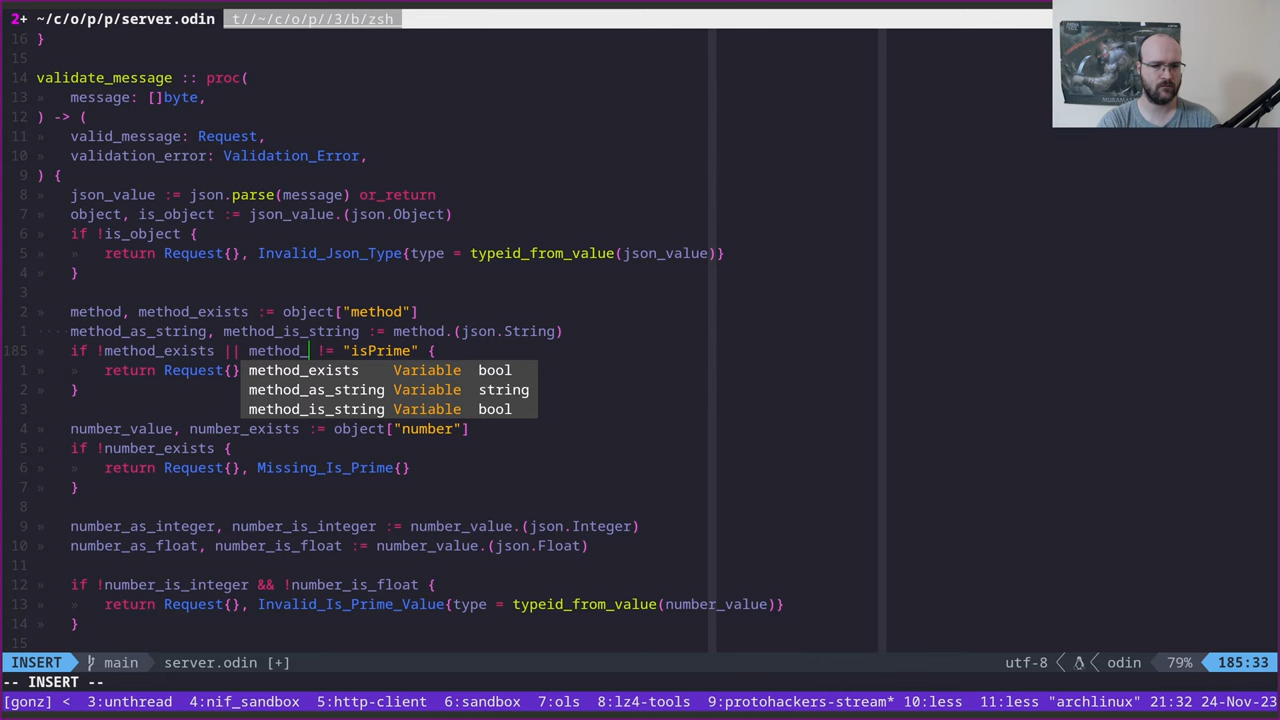 2+ ~/c/o/p/p/server.odin t//~/c/o/p//3/b/zsh
16 }
15
14 validate_message :: proc(
13 » message: []byte,
12 ) -> (
11 » valid_message: Request,
10 » validation_error: Validation_Error,
9 ) {
8 » json_value := json.parse(message) or_return
7 » object, is_object := json_value.(json.Object)
6 » if !is_object {
5 » » return Request{}, Invalid_Json_Type{type = typeid_from_value(json_value)}
4 » }
3
2 » method, method_exists := object["method"]
1 ····method_as_string, method_is_string := method.(json.String)
185 » if !method_exists || method_ != "isPrime" {
1 » » return Request{} method_exists Variable bool
2 » } method_as_string Variable string
3 method_is_string Variable bool
4 » number_value, number_exists := object["number"]
5 » if !number_exists {
6 » » return Request{}, Missing_Is_Prime{}
7 » }
8
9 » number_as_integer, number_is_integer := number_value.(json.Integer)
10 » number_as_float, number_is_float := number_value.(json.Float)
11
12 » if !number_is_integer && !number_is_float {
13 » » return Request{}, Invalid_Is_Prime_Value{type = typeid_from_value(number_value)}
14 » }
15
INSERT main server.odin [+] utf-8 odin 79% 185:33
-- INSERT --
[gonz] < 3:unthread 4:nif_sandbox 5:http-client 6:sandbox 7:ols 8:lz4-tools 9:protohackers-stream* 10:less 11:less "archlinux" 21:32 24-Nov-23